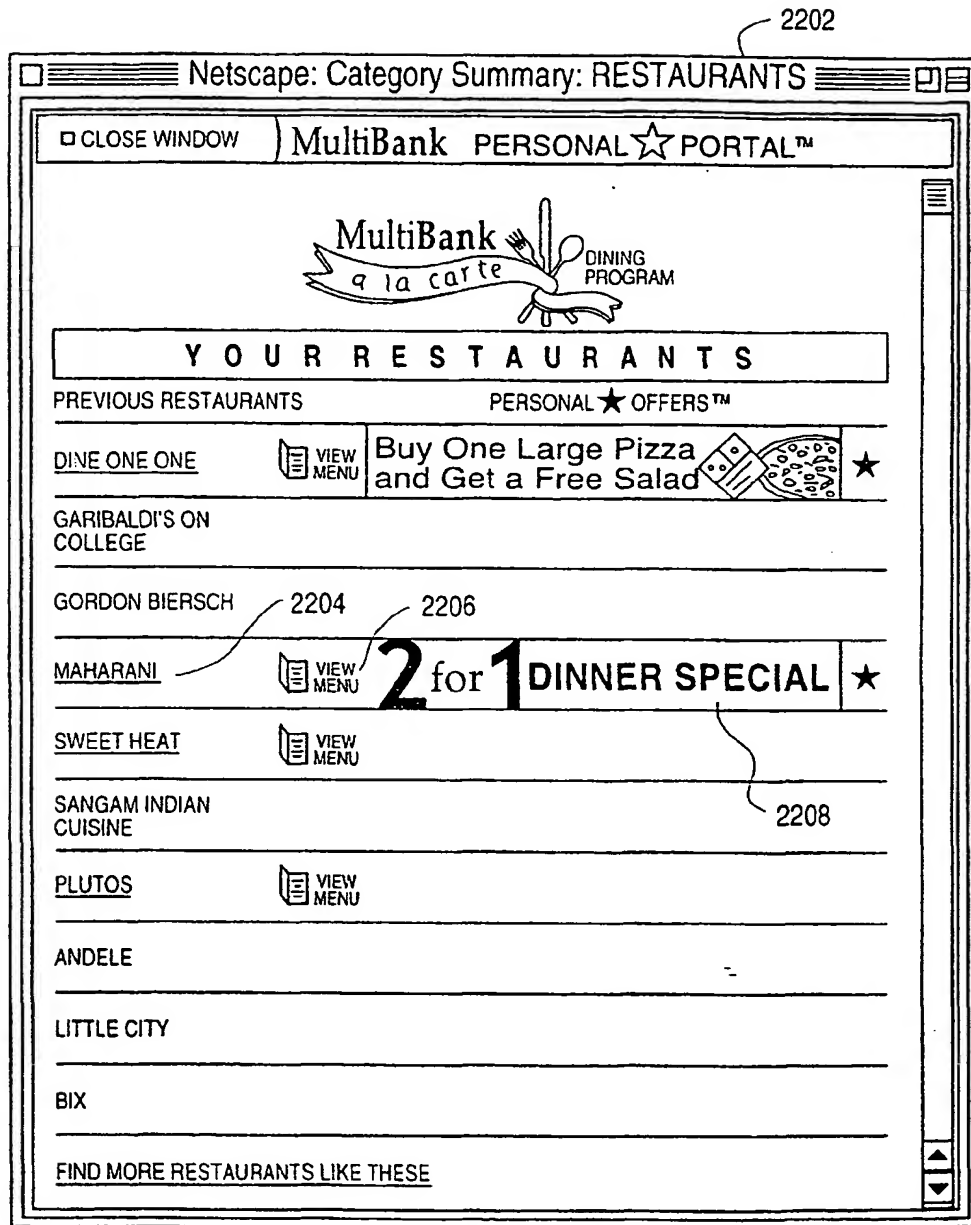 2202
Netscape: Category Summary: RESTAURANTS
CLOSE WINDOW MultiBank PERSONAL PORTAL™
MultiBank
a la carte
DINING
PROGRAM
YOUR RESTAURANTS
PREVIOUS RESTAURANTS PERSONAL ★ OFFERS™
DINE ONE ONE VIEW MENU Buy One Large Pizza and Get a Free Salad ★
GARIBALDI'S ON
COLLEGE
GORDON BIERSCH 2204 2206
MAHARANI VIEW MENU 2 for 1 DINNER SPECIAL ★
SWEET HEAT VIEW MENU
2208
SANGAM INDIAN
CUISINE
PLUTOS VIEW MENU
ANDELE
LITTLE CITY
BIX
FIND MORE RESTAURANTS LIKE THESE